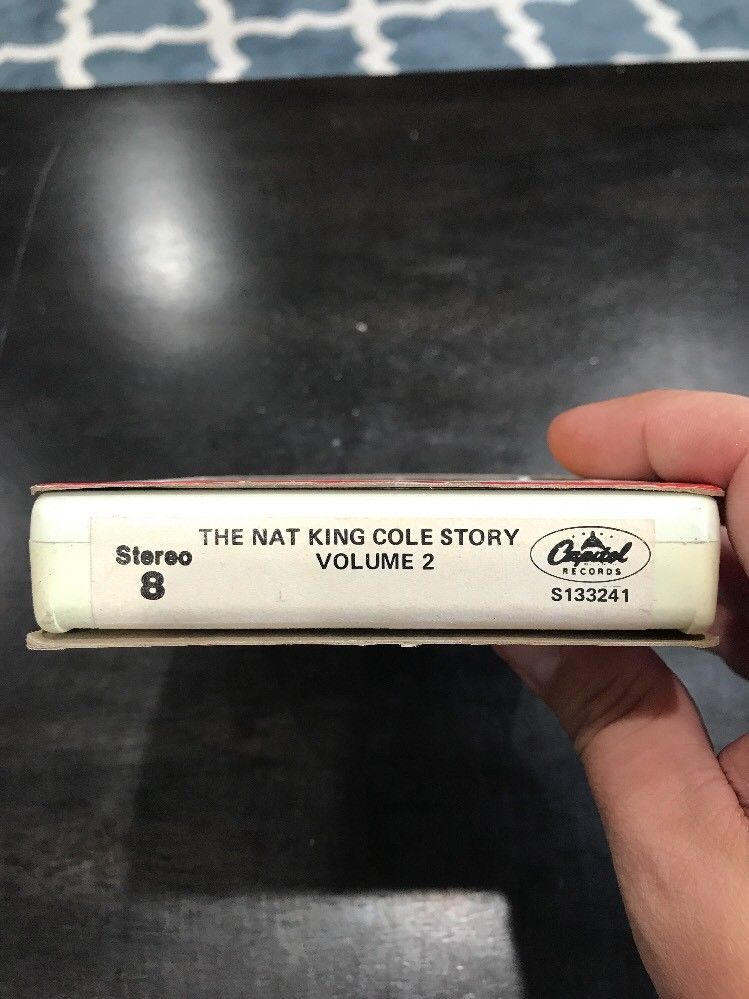 THE NAT KING COLE STORY
VOLUME 2
Stereo
8
Capitol
RECORDS
S133241